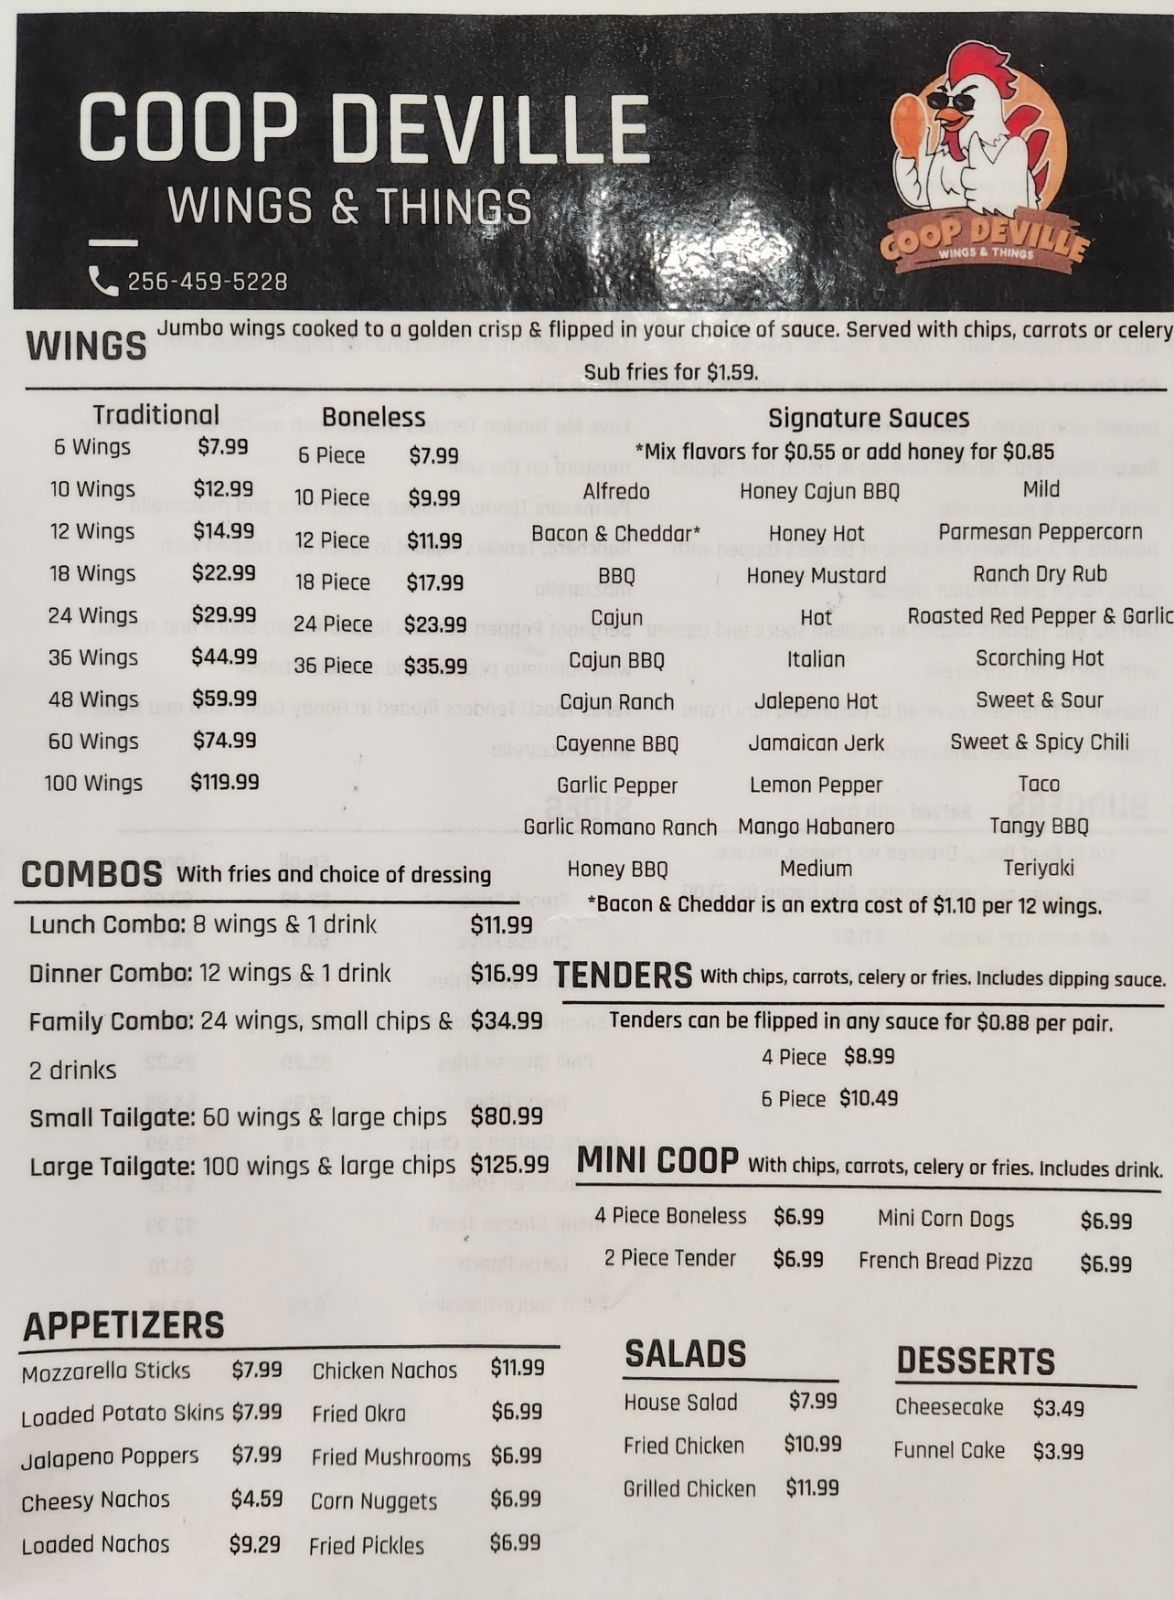 COOP DEVILLE
WINGS & THINGS
256-459-5228
COOP DEVILLE
WINGS & THINGS
WINGS Jumbo wings cooked to a golden crisp & flipped in your choice of sauce. Served with chips, carrots or celery
Sub fries for $1.59.
Traditional
6 Wings $7.99
10 Wings $12.99
12 Wings $14.99
18 Wings $22.99
24 Wings $29.99
36 Wings $44.99
48 Wings $59.99
60 Wings $74.99
100 Wings $119.99
Boneless
6 Piece $7.99
10 Piece $9.99
12 Piece $11.99
18 Piece $17.99
24 Piece $23.99
36 Piece $35.99
Signature Sauces
*Mix flavors for $0.55 or add honey for $0.85
Alfredo Honey Cajun BBQ Mild
Bacon & Cheddar* Honey Hot Parmesan Peppercorn
BBQ Honey Mustard Ranch Dry Rub
Cajun Hot Roasted Red Pepper & Garlic
Cajun BBQ Italian Scorching Hot
Cajun Ranch Jalepeno Hot Sweet & Sour
Cayenne BBQ Jamaican Jerk Sweet & Spicy Chili
Garlic Pepper Lemon Pepper Taco
Garlic Romano Ranch Mango Habanero Tangy BBQ
Honey BBQ Medium Teriyaki
*Bacon & Cheddar is an extra cost of $1.10 per 12 wings.
COMBOS With fries and choice of dressing
Lunch Combo: 8 wings & 1 drink $11.99
Dinner Combo: 12 wings & 1 drink $16.99
Family Combo: 24 wings, small chips & $34.99
2 drinks
Small Tailgate: 60 wings & large chips $80.99
Large Tailgate: 100 wings & large chips $125.99
TENDERS With chips, carrots, celery or fries. Includes dipping sauce.
Tenders can be flipped in any sauce for $0.88 per pair.
4 Piece $8.99
6 Piece $10.49
MINI COOP With chips, carrots, celery or fries. Includes drink.
4 Piece Boneless $6.99 Mini Corn Dogs $6.99
2 Piece Tender $6.99 French Bread Pizza $6.99
APPETIZERS
Mozzarella Sticks $7.99 Chicken Nachos $11.99
Loaded Potato Skins $7.99 Fried Okra $6.99
Jalapeno Poppers $7.99 Fried Mushrooms $6.99
Cheesy Nachos $4.59 Corn Nuggets $6.99
Loaded Nachos $9.29 Fried Pickles $6.99
SALADS
House Salad $7.99
Fried Chicken $10.99
Grilled Chicken $11.99
DESSERTS
Cheesecake $3.49
Funnel Cake $3.99